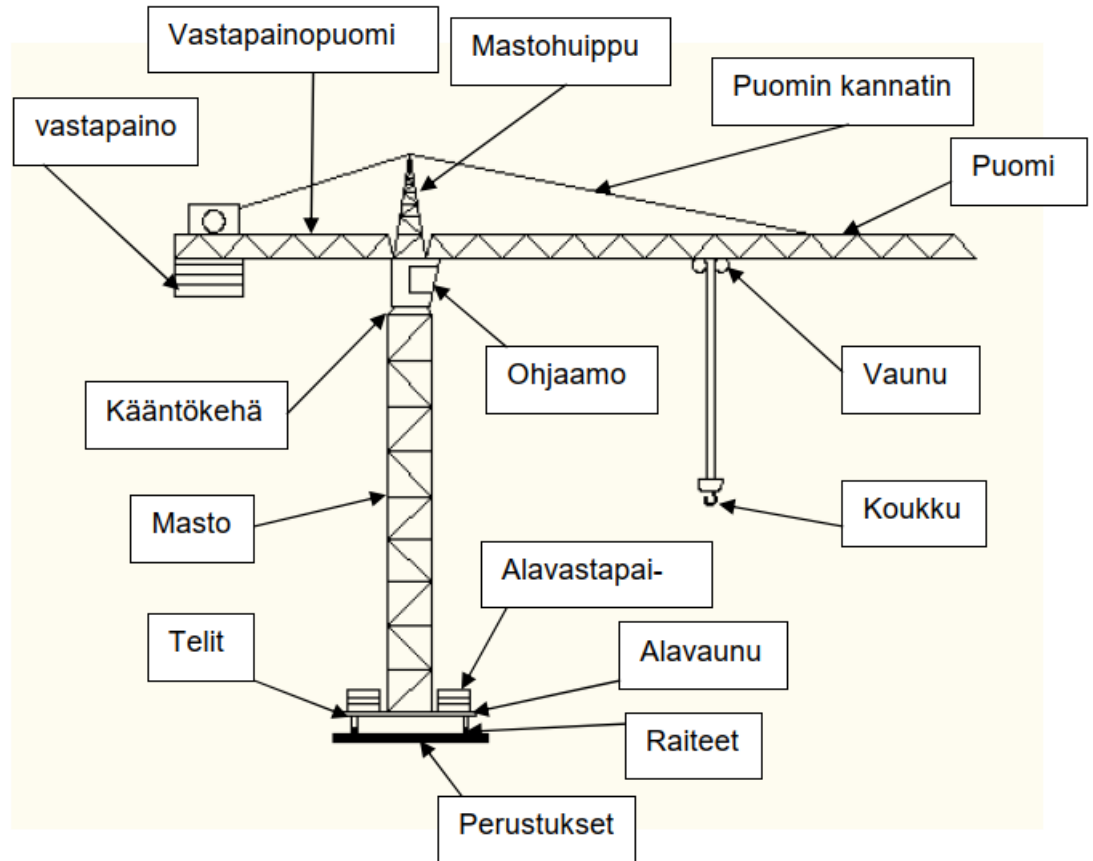 Vastapainopuomi
Mastohuippu
Puomin kannatin
vastapaino
Puomi
Ohjaamo
Vaunu
Kääntökehä
Masto
Koukku
Alavastapai-
Telit
Alavaunu
Raiteet
Perustukset